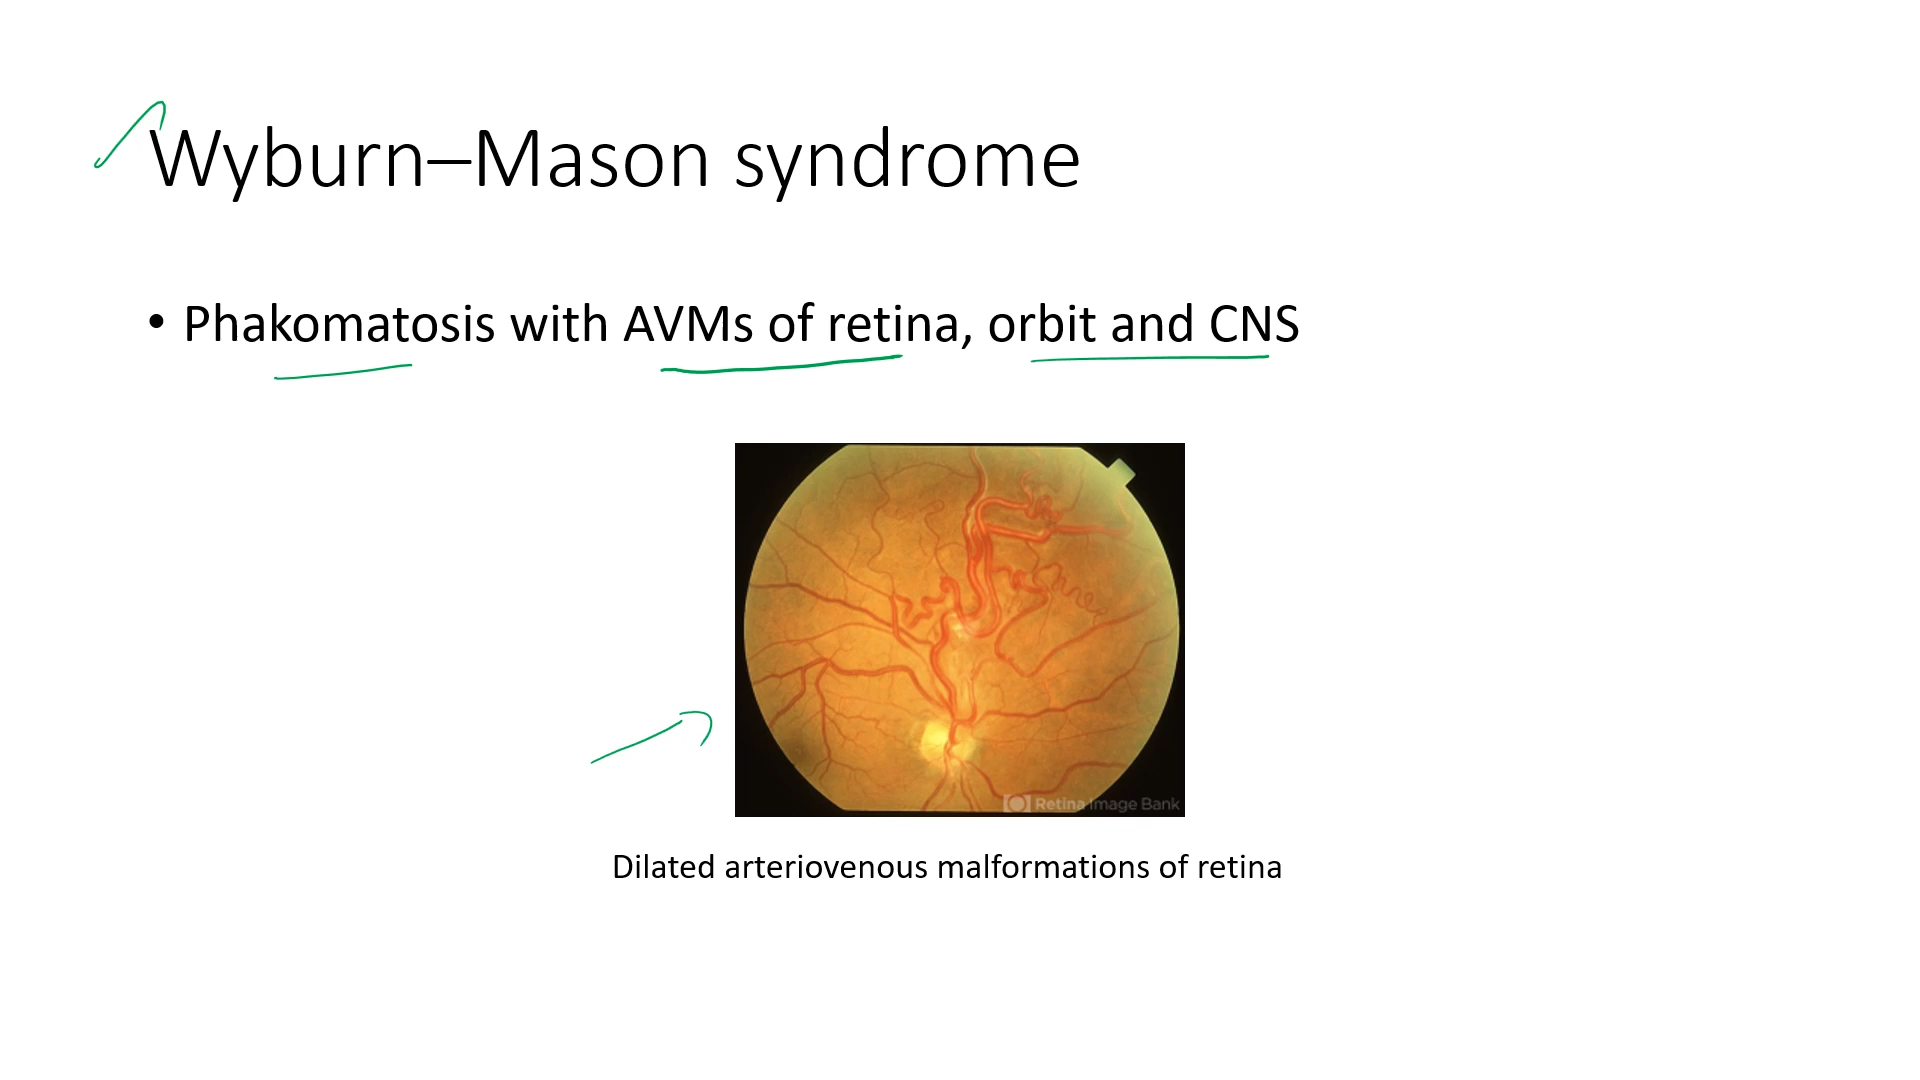 Wyburn–Mason syndrome
• Phakomatosis with AVMs of retina, orbit and CNS
Retina Image Bank
Dilated arteriovenous malformations of retina